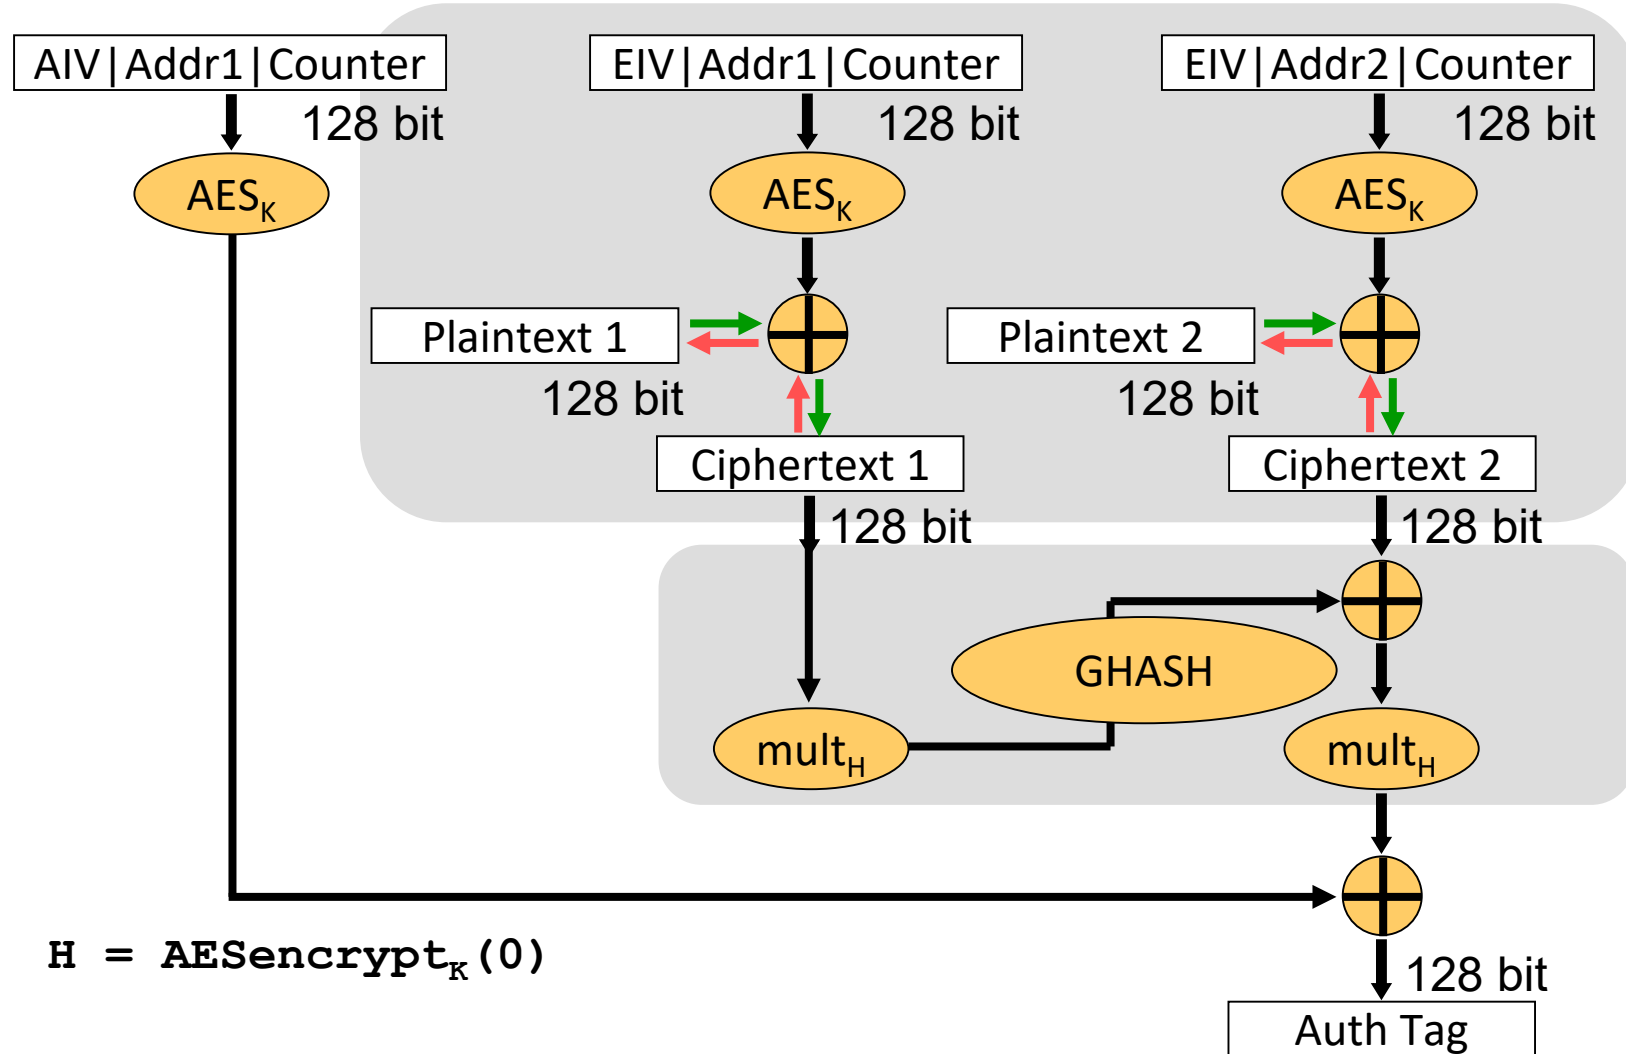 AIV|Addr1|Counter
EIV|Addr1|Counter
EIV|Addr2|Counter
128 bit
128 bit
128 bit
AESK
AESK
AESK
Plaintext 1
Plaintext 2
128 bit
128 bit
Ciphertext 1
Ciphertext 2
128 bit
128 bit
GHASH
multH
multH
H = AESencryptK(0)
128 bit
Auth Tag